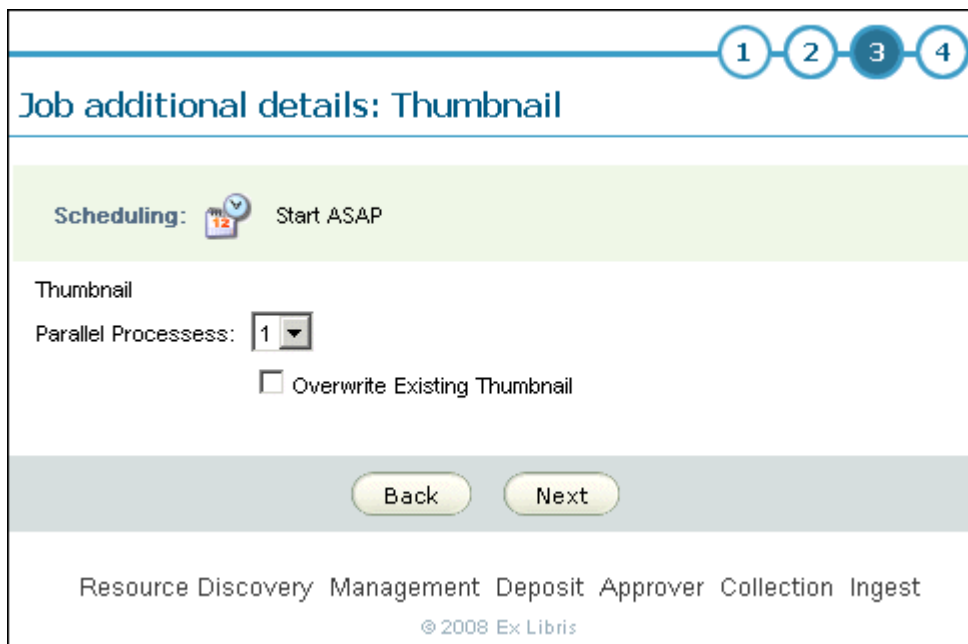 1 2 3 4
Job additional details: Thumbnail
Scheduling: 12 Start ASAP
Thumbnail
Parallel Processess: 1
Overwrite Existing Thumbnail
Back Next
Resource Discovery Management Deposit Approver Collection Ingest
© 2008 Ex Libris